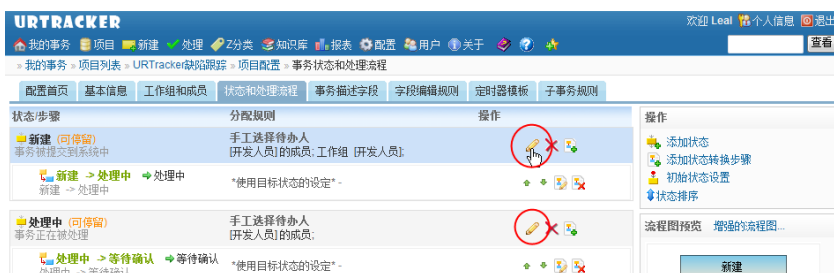 URTRACKER
欢迎 Leal 个人信息 退出
我的事务 项目 新建 处理 Z分类 知识库 报表 配置 用户 关于 查看
» 我的事务 » 项目列表 » URTracker缺陷跟踪 » 项目配置 » 事务状态和处理流程
配置首页 基本信息 工作组和成员 状态和处理流程 事务描述字段 字段编辑规则 定时器模板 子事务规则
状态/步骤 分配规则 操作
新建 (可停留) 手工选择待办人
事务被提交到系统中 [开发人员]的成员; 工作组 [开发人员];
新建 -> 处理中 处理中
新建 -> 处理中 *使用目标状态的设定* -
处理中 (可停留) 手工选择待办人
事务正在被处理 [开发人员]的成员;
处理中 -> 等待确认 等待确认
处理中 -> 等待确认 *使用目标状态的设定* -
操作
添加状态
添加状态转换步骤
初始状态设置
状态排序
流程图预览 增强的流程图...
新建